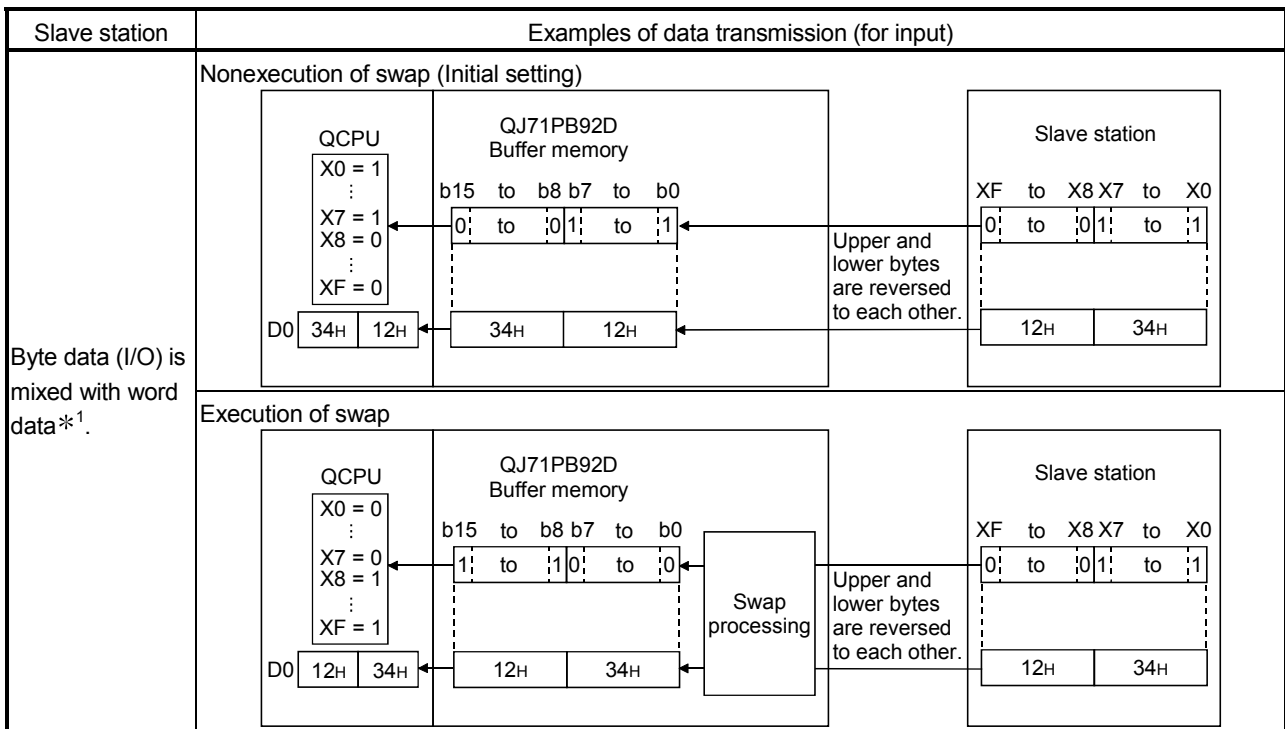 Slave station
Examples of data transmission (for input)
Byte data (I/O) is
mixed with word
data*1.
Nonexecution of swap (Initial setting)
QCPU
X0 = 1
⋮
X7 = 1
X8 = 0
⋮
XF = 0
D0 34H 12H
QJ71PB92D
Buffer memory
b15 to b8 b7 to b0
0 to 0 1 to 1
34H 12H
Upper and
lower bytes
are reversed
to each other.
Slave station
XF to X8 X7 to X0
0 to 0 1 to 1
12H 34H
Execution of swap
QCPU
X0 = 0
⋮
X7 = 0
X8 = 1
⋮
XF = 1
D0 12H 34H
QJ71PB92D
Buffer memory
b15 to b8 b7 to b0
1 to 1 0 to 0
12H 34H
Swap
processing
Upper and
lower bytes
are reversed
to each other.
Slave station
XF to X8 X7 to X0
0 to 0 1 to 1
12H 34H